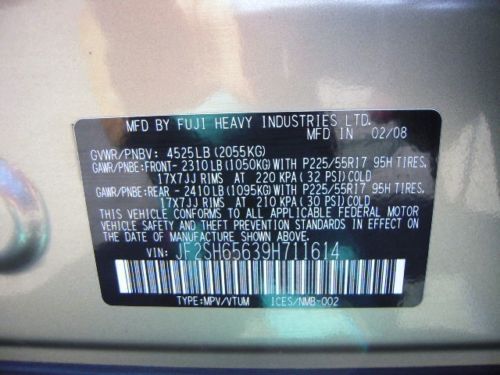 MFD BY FUJI HEAVY INDUSTRIES LTD.
MFD IN 02/08
GVWR/PNBV: 4525LB(2055KG)
GAWR/PNBE:FRONT-2310LB(1050KG)WITH P225/55R17 95H TIRES.
17X7JJ RIMS AT 220 KPA(32 PSI)COLD
GAWR/PNBE:REAR -2410LB(1095KG)WITH P225/55R17 95H TIRES.
17X7JJ RIMS AT 210 KPA(30 PSI)COLD
THIS VEHICLE CONFORMS TO ALL APPLICABLE FEDERAL MOTOR
VEHICLE SAFETY AND THEFT PREVENTION STANDARDS IN EFFECT
ON THE DATE OF MANUFACTURE SHOWN ABOVE.
VIN: JF2SH65639H711614
TYPE:MPV/VTUM ICES/NMB-002